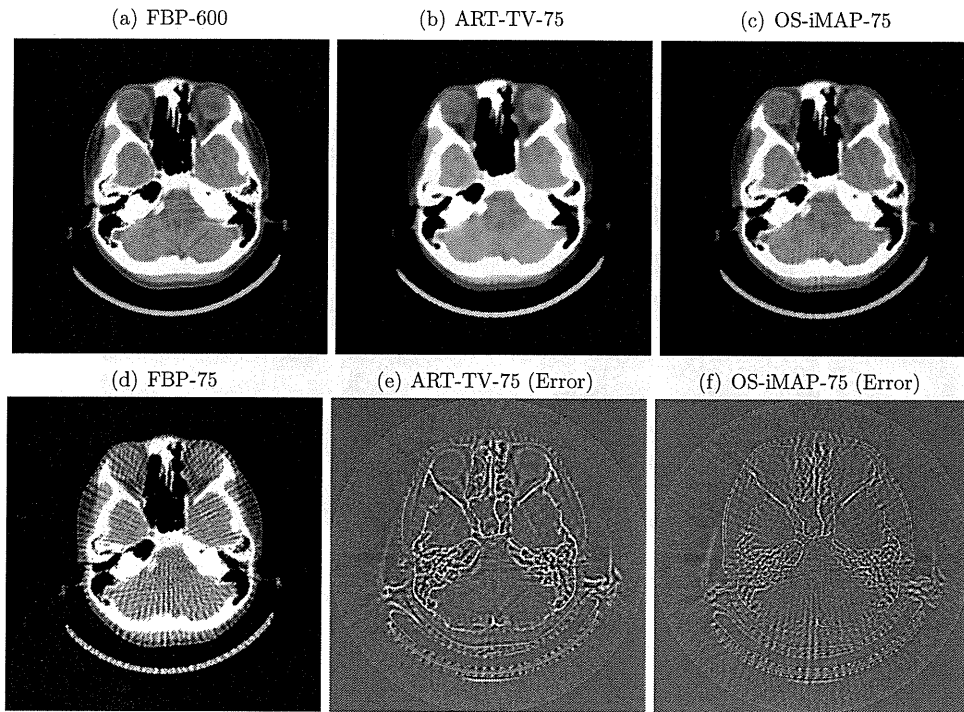 (a) FBP-600
(b) ART-TV-75
(c) OS-iMAP-75
(d) FBP-75
(e) ART-TV-75 (Error)
(f) OS-iMAP-75 (Error)